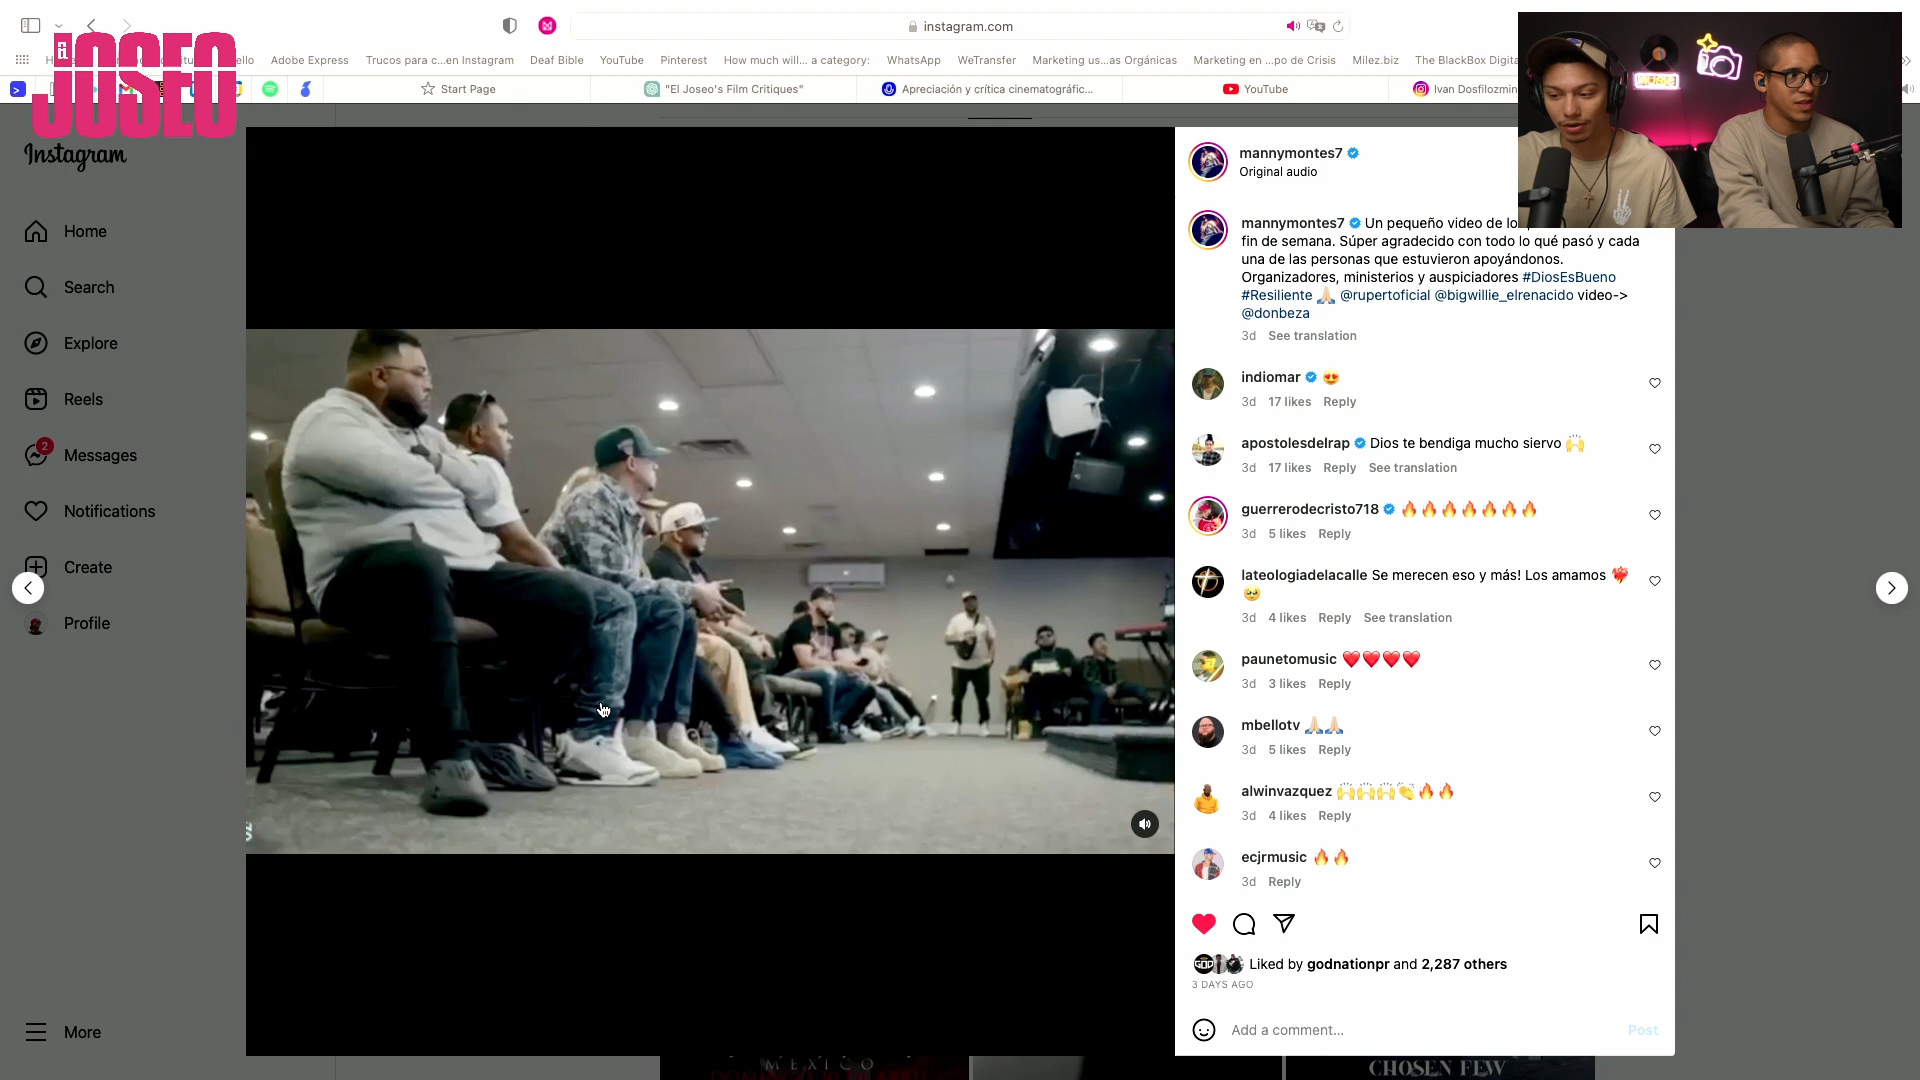 instagram.com
Adobe Express
Trucos para c...en Instagram
Deaf Bible
YouTube
Pinterest
How much will... a category:
WhatsApp
WeTransfer
Marketing us...as Orgánicas
Marketing en ...po de Crisis
Milez.biz
The BlackBox Digita
Start Page
"El Joseo's Film Critiques"
Apreciación y crítica cinematográfic...
YouTube
Ivan Dosfilozmin
el
JOSEO
Instagram
Home
Search
Explore
Reels
2
Messages
Notifications
Create
Profile
More
MUSIC
mannymontes7
Original audio
mannymontes7 Un pequeño video de lo
fin de semana. Súper agradecido con todo lo qué pasó y cada
una de las personas que estuvieron apoyándonos.
Organizadores, ministerios y auspiciadores #DiosEsBueno
#Resiliente 🙏🏻 @rupertoficial @bigwillie_elrenacido video->
@donbeza
3d See translation
indiomar 😍
3d 17 likes Reply
apostolesdelrap Dios te bendiga mucho siervo 🙌
3d 17 likes Reply See translation
guerrerodecristo718 🔥🔥🔥🔥🔥🔥🔥
3d 5 likes Reply
lateologiadelacalle Se merecen eso y más! Los amamos ❤️‍🔥
🥹
3d 4 likes Reply See translation
paunetomusic ❤️❤️❤️❤️
3d 3 likes Reply
mbellotv 🙏🏻🙏🏻
3d 5 likes Reply
alwinvazquez 🙌🙌🙌👏🔥🔥
3d 4 likes Reply
ecjrmusic 🔥🔥
3d Reply
GOD
Liked by godnationpr and 2,287 others
3 DAYS AGO
Add a comment...
Post
MEXICO
CHOSEN FEW